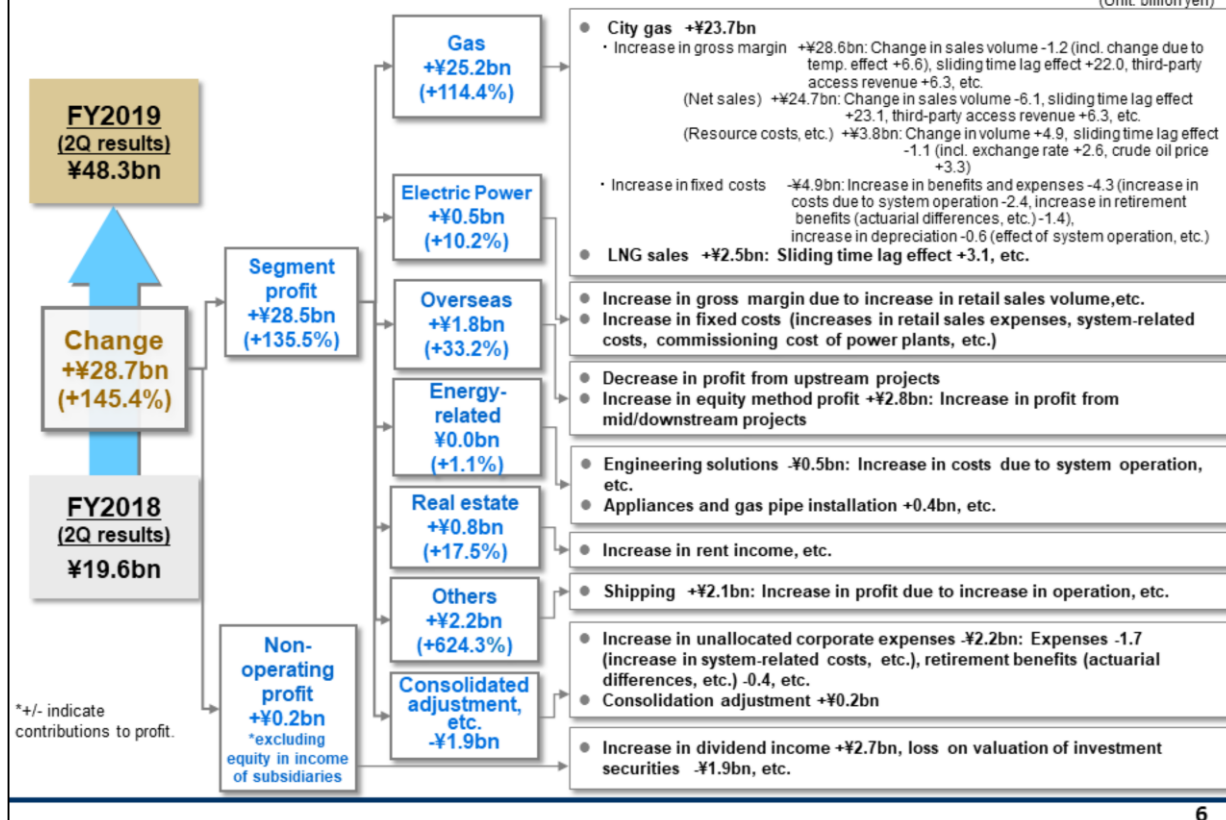 (Unit: billion yen)
FY2019
(2Q results)
¥48.3bn
Change
+¥28.7bn
(+145.4%)
FY2018
(2Q results)
¥19.6bn
*+/- indicate
contributions to profit.
Segment
profit
+¥28.5bn
(+135.5%)
Non-
operating
profit
+¥0.2bn
*excluding
equity in income
of subsidiaries
Gas
+¥25.2bn
(+114.4%)
● City gas +¥23.7bn
・Increase in gross margin +¥28.6bn: Change in sales volume -1.2 (incl. change due to
temp. effect +6.6), sliding time lag effect +22.0, third-party
access revenue +6.3, etc.
(Net sales) +¥24.7bn: Change in sales volume -6.1, sliding time lag effect
+23.1, third-party access revenue +6.3, etc.
(Resource costs, etc.) +¥3.8bn: Change in volume +4.9, sliding time lag effect
-1.1 (incl. exchange rate +2.6, crude oil price
+3.3)
・Increase in fixed costs -¥4.9bn: Increase in benefits and expenses -4.3 (increase in
costs due to system operation -2.4, increase in retirement
benefits (actuarial differences, etc.) -1.4),
increase in depreciation -0.6 (effect of system operation, etc.)
● LNG sales +¥2.5bn: Sliding time lag effect +3.1, etc.
Electric Power
+¥0.5bn
(+10.2%)
● Increase in gross margin due to increase in retail sales volume,etc.
● Increase in fixed costs (increases in retail sales expenses, system-related
costs, commissioning cost of power plants, etc.)
Overseas
+¥1.8bn
(+33.2%)
● Decrease in profit from upstream projects
● Increase in equity method profit +¥2.8bn: Increase in profit from
mid/downstream projects
Energy-
related
¥0.0bn
(+1.1%)
● Engineering solutions -¥0.5bn: Increase in costs due to system operation,
etc.
● Appliances and gas pipe installation +0.4bn, etc.
Real estate
+¥0.8bn
(+17.5%)
● Increase in rent income, etc.
Others
+¥2.2bn
(+624.3%)
● Shipping +¥2.1bn: Increase in profit due to increase in operation, etc.
Consolidated
adjustment,
etc.
-¥1.9bn
● Increase in unallocated corporate expenses -¥2.2bn: Expenses -1.7
(increase in system-related costs, etc.), retirement benefits (actuarial
differences, etc.) -0.4, etc.
● Consolidation adjustment +¥0.2bn
● Increase in dividend income +¥2.7bn, loss on valuation of investment
securities -¥1.9bn, etc.
6